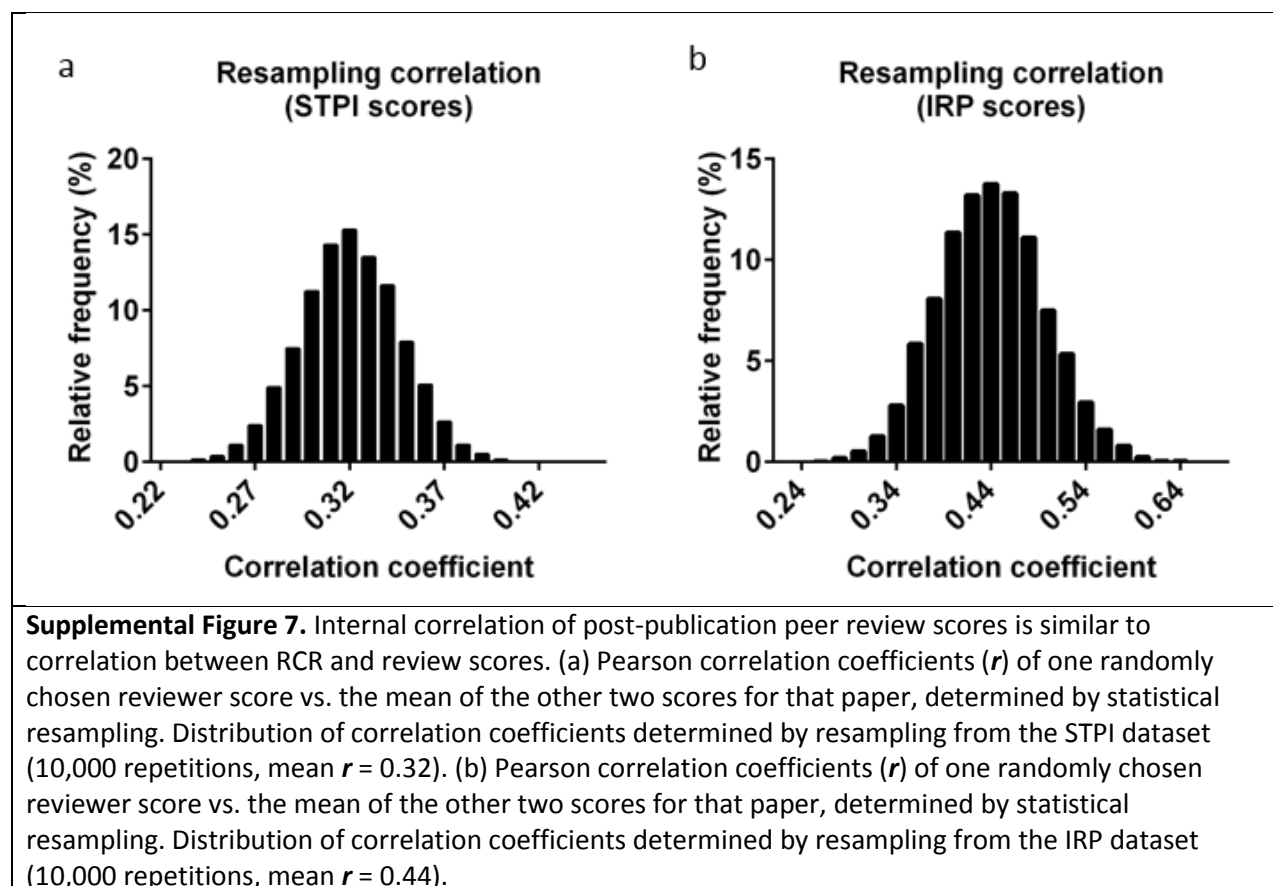 a
Resampling correlation
(STPI scores)
Relative frequency (%)
20
15
10
5
0
0.22
0.27
0.32
0.37
0.42
Correlation coefficient
b
Resampling correlation
(IRP scores)
Relative frequency (%)
15
10
5
0
0.24
0.34
0.44
0.54
0.64
Correlation coefficient
Supplemental Figure 7. Internal correlation of post-publication peer review scores is similar to
correlation between RCR and review scores. (a) Pearson correlation coefficients (r) of one randomly
chosen reviewer score vs. the mean of the other two scores for that paper, determined by statistical
resampling. Distribution of correlation coefficients determined by resampling from the STPI dataset
(10,000 repetitions, mean r = 0.32). (b) Pearson correlation coefficients (r) of one randomly chosen
reviewer score vs. the mean of the other two scores for that paper, determined by statistical
resampling. Distribution of correlation coefficients determined by resampling from the IRP dataset
(10,000 repetitions, mean r = 0.44).